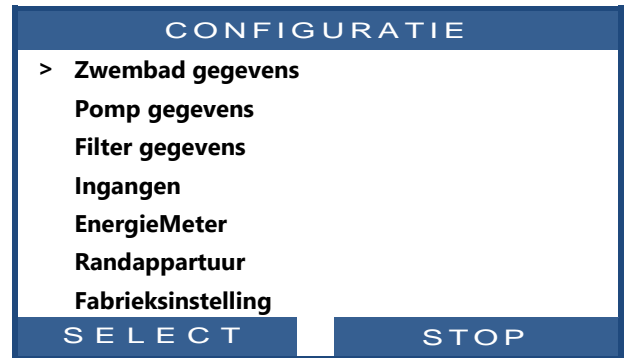 CONFIGURATIE
> Zwembad gegevens
Pomp gegevens
Filter gegevens
Ingangen
EnergieMeter
Randappartuur
Fabrieksinstelling
SELECT STOP